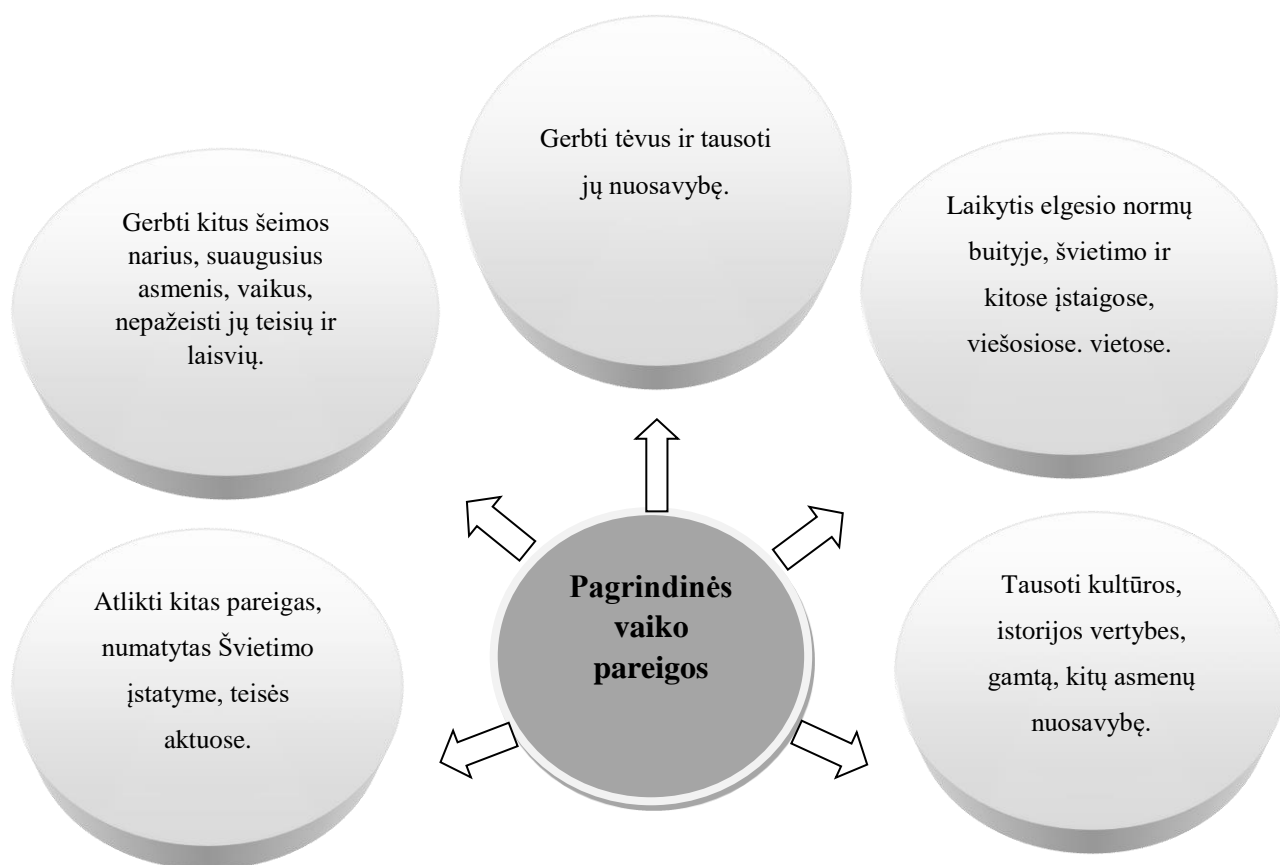 Gerbti tėvus ir tausoti
jų nuosavybę.
Gerbti kitus šeimos
narius, suaugusius
asmenis, vaikus,
nepažeisti jų teisių ir
laisvių.
Laikytis elgesio normų
buityje, švietimo ir
kitose įstaigose,
viešosiose. vietose.
Pagrindinės
vaiko
pareigos
Atlikti kitas pareigas,
numatytas Švietimo
įstatyme, teisės
aktuose.
Tausoti kultūros,
istorijos vertybes,
gamtą, kitų asmenų
nuosavybę.